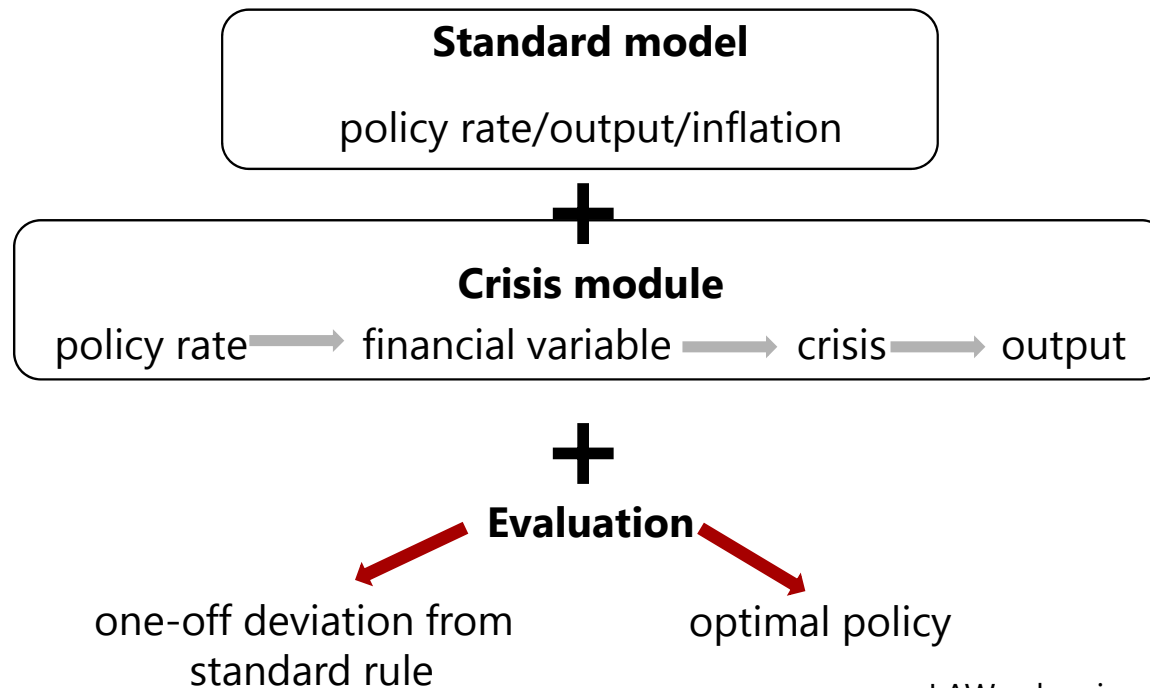 Standard model
policy rate/output/inflation
+
Crisis module
policy rate financial variable crisis output
+
Evaluation
one-off deviation from optimal policy
standard rule